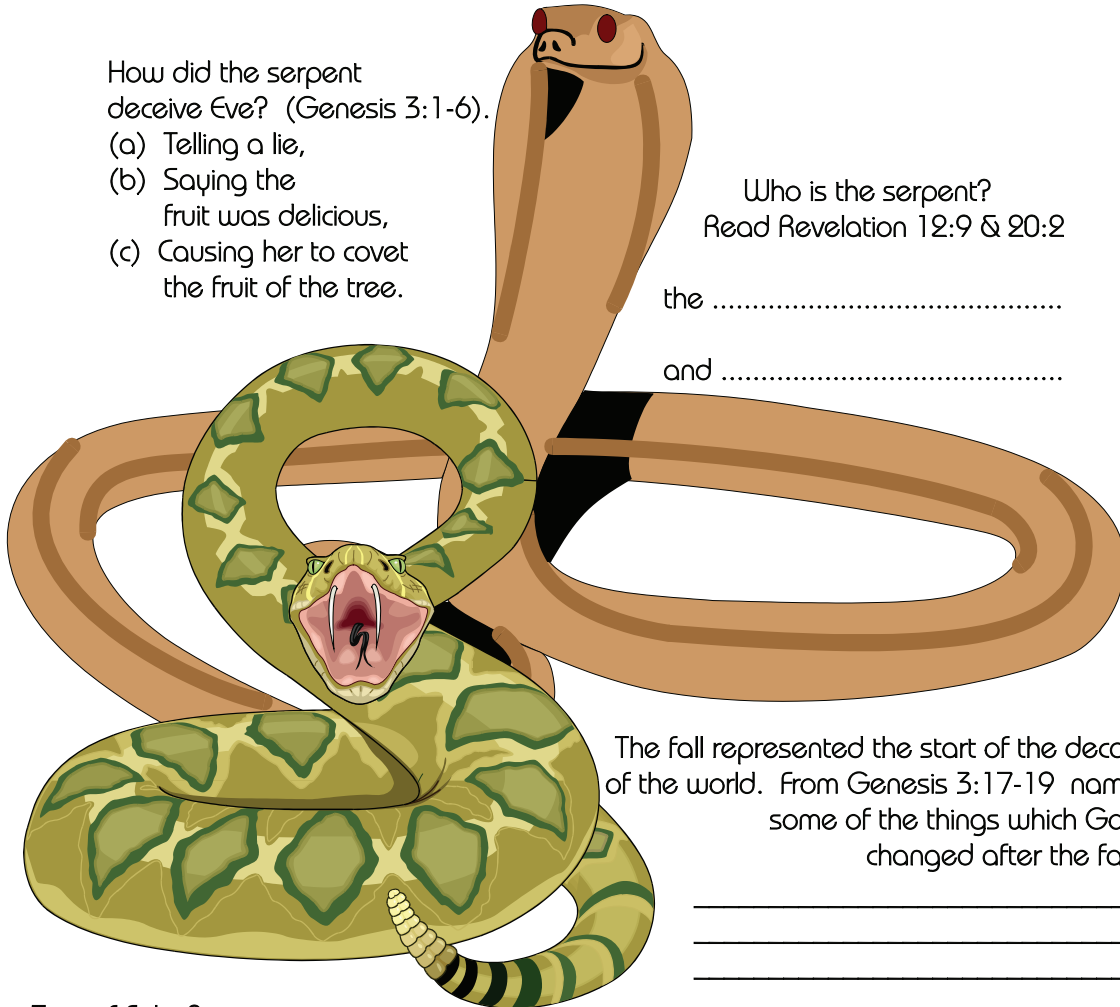 How did the serpent
deceive Eve?  (Genesis 3:1-6).
(a)  Telling a lie,
(b)  Saying the
fruit was delicious,
(c)  Causing her to covet
the fruit of the tree.
Who is the serpent?
Read Revelation 12:9 & 20:2
the .......................................
and ......................................
The fall represented the start of the
of the world.  From Genesis 3:17-19
some of the things which
changed after the